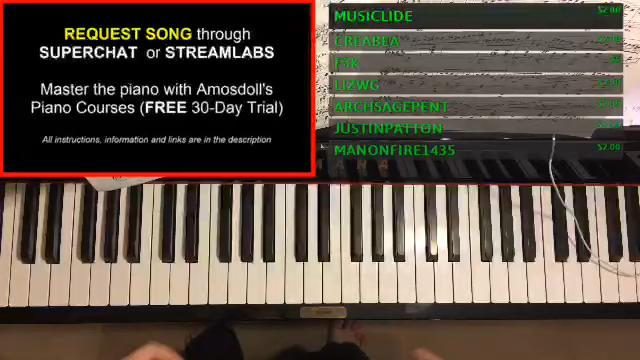 REQUEST SONG through
SUPERCHAT or STREAMLABS
Master the piano with Amosdoll's
Piano Courses (FREE 30-Day Trial)
All instructions, information and links are in the description
MUSICLIDE $2.00
CREABEA
LIZWG
ARCHSAGEPENT
JUSTINPATTON
MANONFIRE1435 $2.00